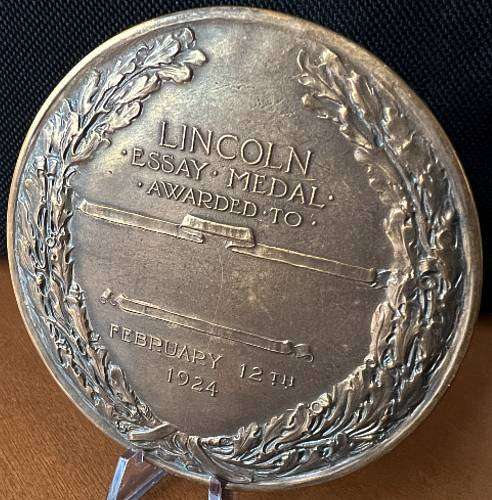 LINCOLN
·ESSAY·MEDAL·
·AWARDED·TO·
FEBRUARY 12TH
1924